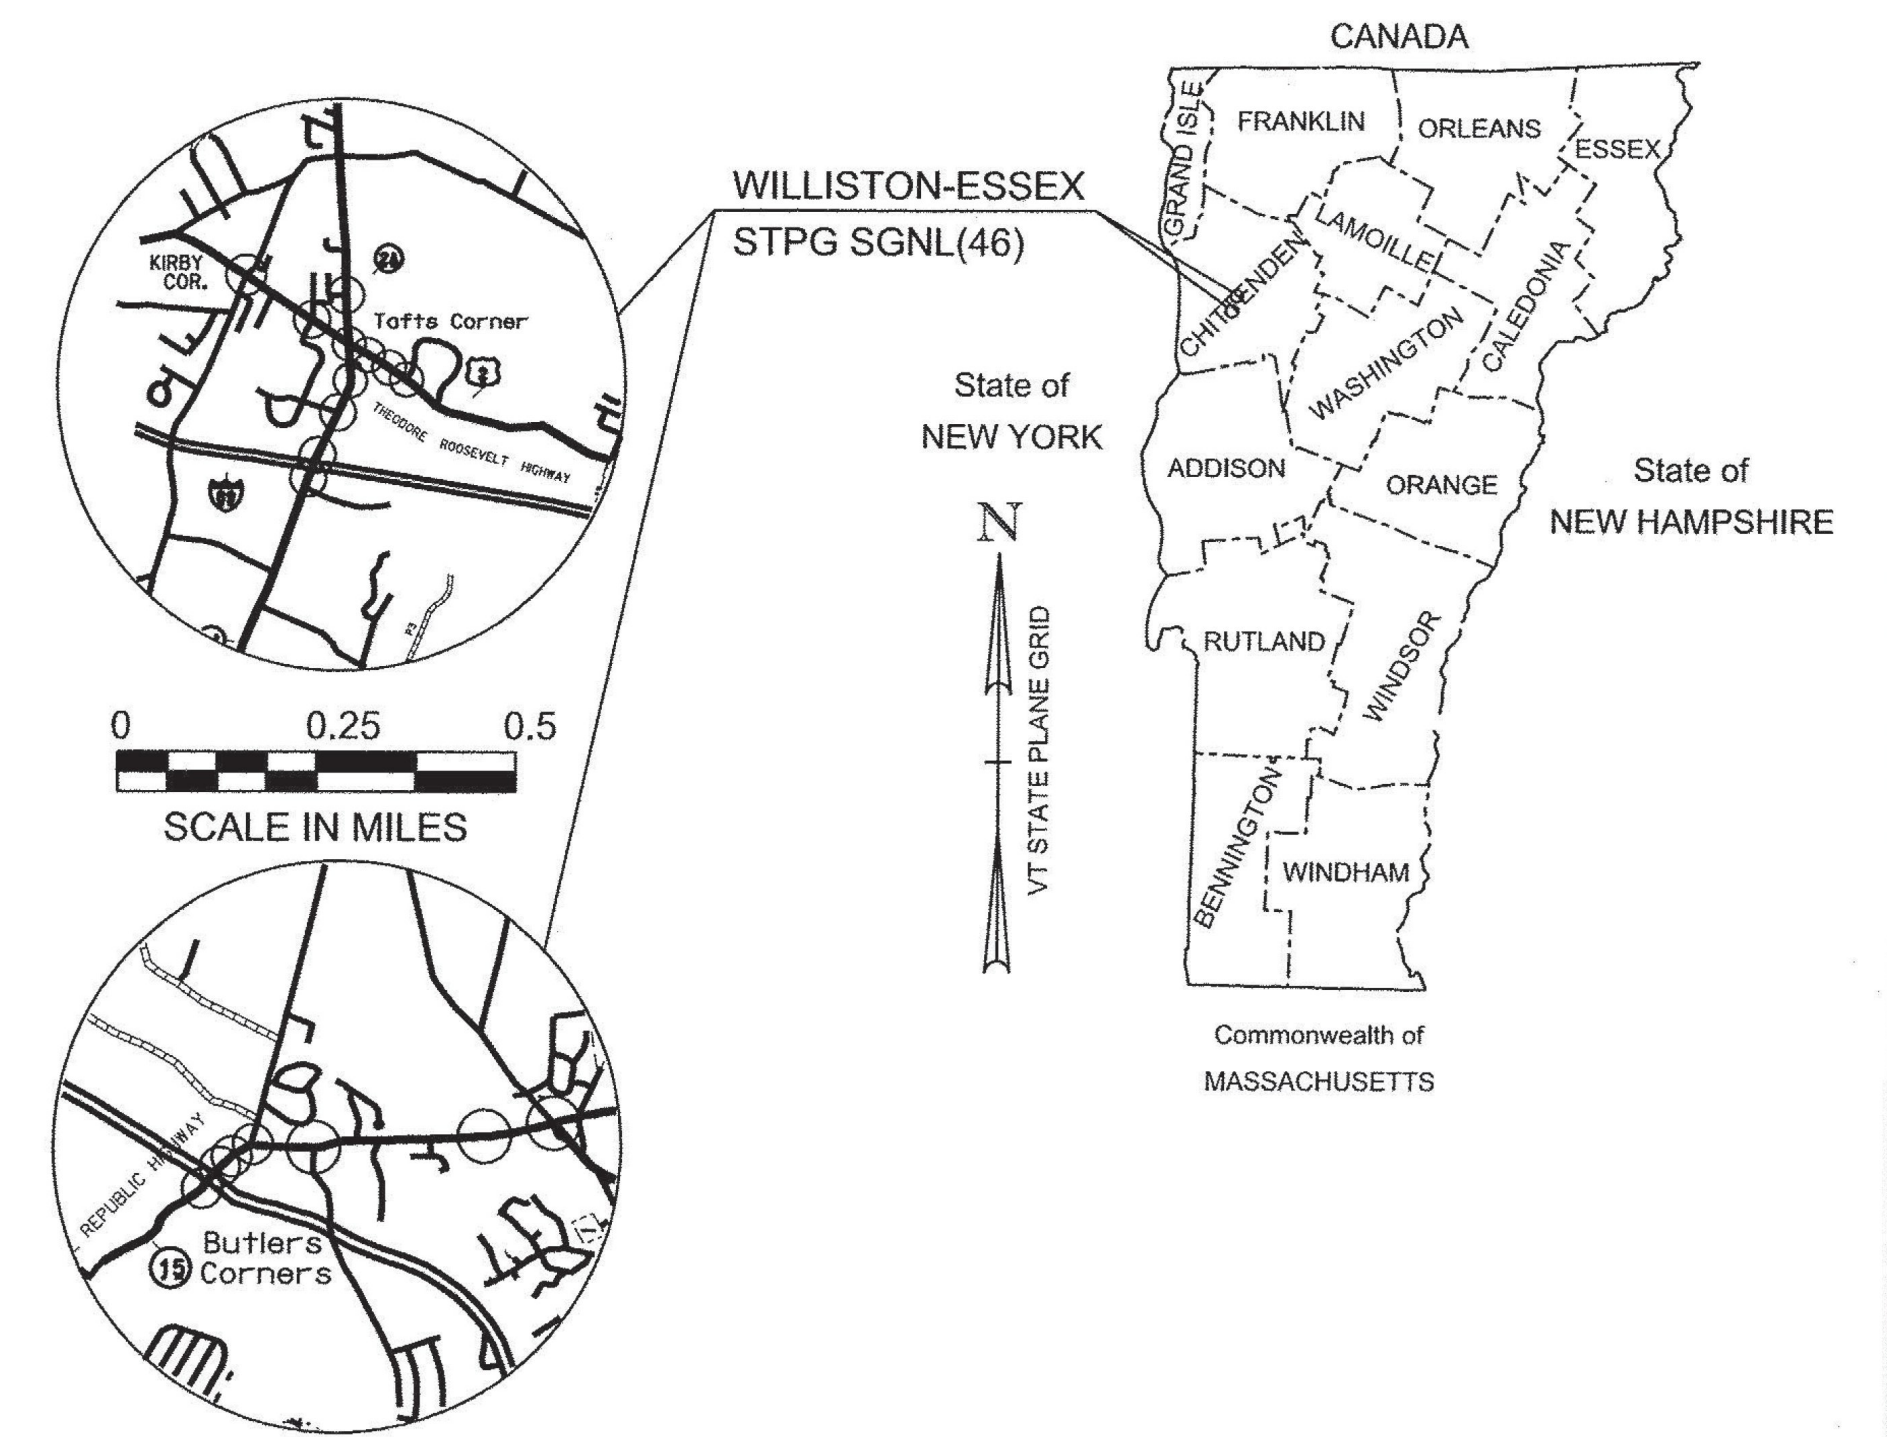 CANADA
GRAND ISLE
FRANKLIN
ORLEANS
ESSEX
LAMOILLE
CHITTENDEN
CALEDONIA
WASHINGTON
ADDISON
ORANGE
RUTLAND
WINDSOR
BENNINGTON
WINDHAM
State of
NEW YORK
State of
NEW HAMPSHIRE
Commonwealth of
MASSACHUSETTS
N
VT STATE PLANE GRID
WILLISTON-ESSEX
STPG SGNL(46)
KIRBY
COR.
2A
Tafts Corner
2
THEODORE ROOSEVELT HIGHWAY
89
P3
0 0.25 0.5
SCALE IN MILES
REPUBLIC HIGHWAY
15
Butlers
Corners